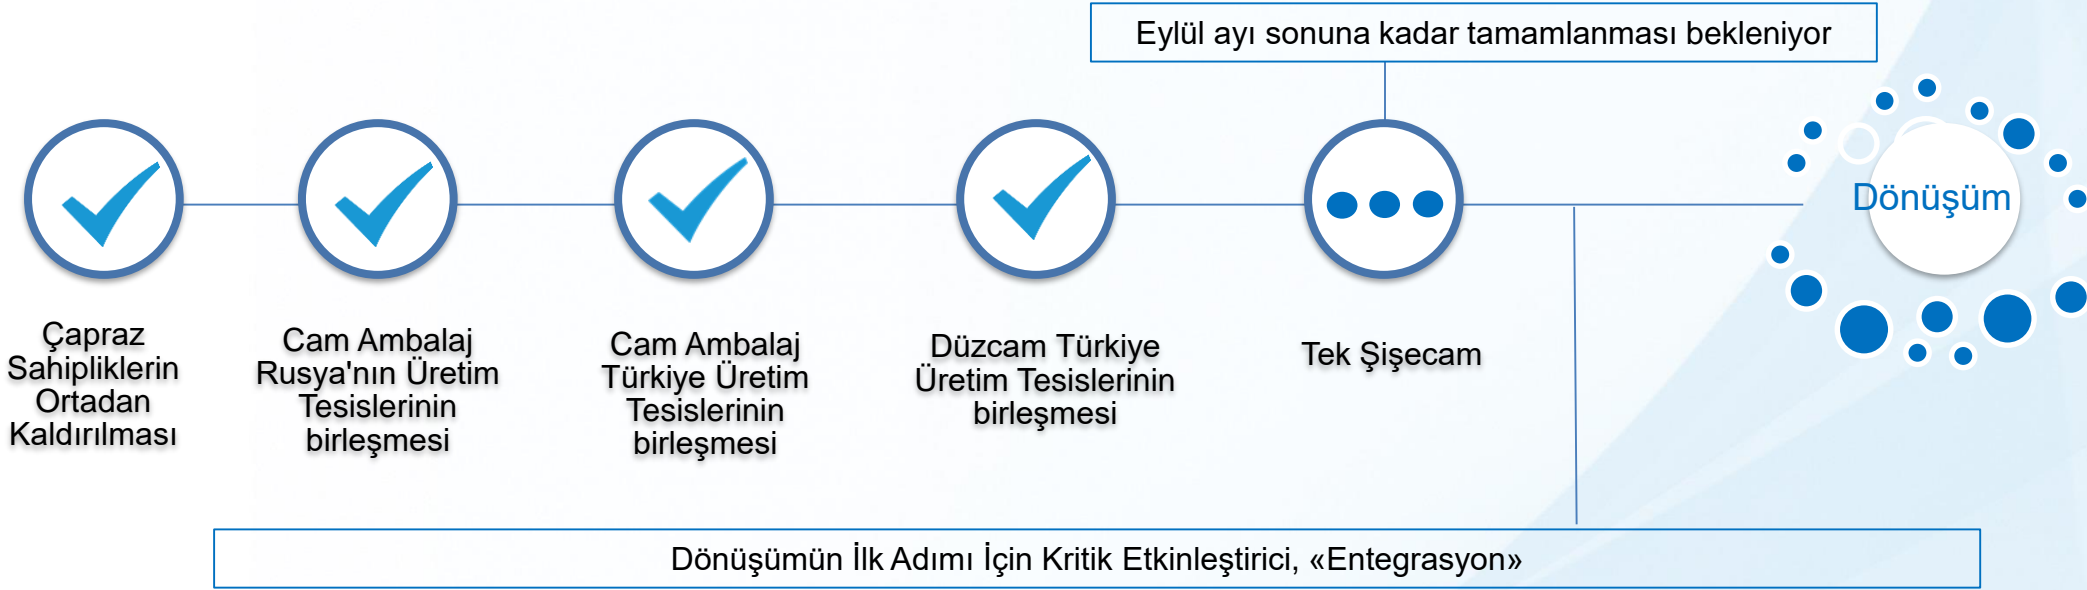 Eylül ayı sonuna kadar tamamlanması bekleniyor
Dönüşüm
Çapraz
Sahipliklerin
Ortadan
Kaldırılması
Cam Ambalaj
Rusya'nın Üretim
Tesislerinin
birleşmesi
Cam Ambalaj
Türkiye Üretim
Tesislerinin
birleşmesi
Düzcam Türkiye
Üretim Tesislerinin
birleşmesi
Tek Şişecam
Dönüşümün İlk Adımı İçin Kritik Etkinleştirici, «Entegrasyon»